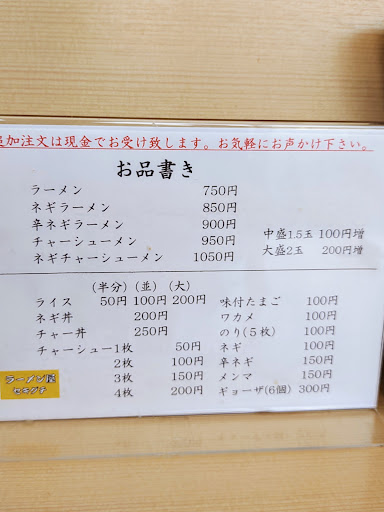 追加注文は現金でお受け致します。お気軽にお声かけ下さい。
お品書き
ラーメン 750円
ネギラーメン 850円
辛ネギラーメン 900円
チャーシューメン 950円
ネギチャーシューメン 1050円
中盛1.5玉 100円増
大盛2玉 200円増
(半分) (並) (大)
ライス 50円 100円 200円
ネギ丼 200円
チャー丼 250円
チャーシュー1枚 50円
2枚 100円
3枚 150円
4枚 200円
味付たまご 100円
ワカメ 100円
のり(5枚) 100円
ネギ 100円
辛ネギ 150円
メンマ 150円
ギョーザ(6個) 300円
ラーメン屋
セキグチ